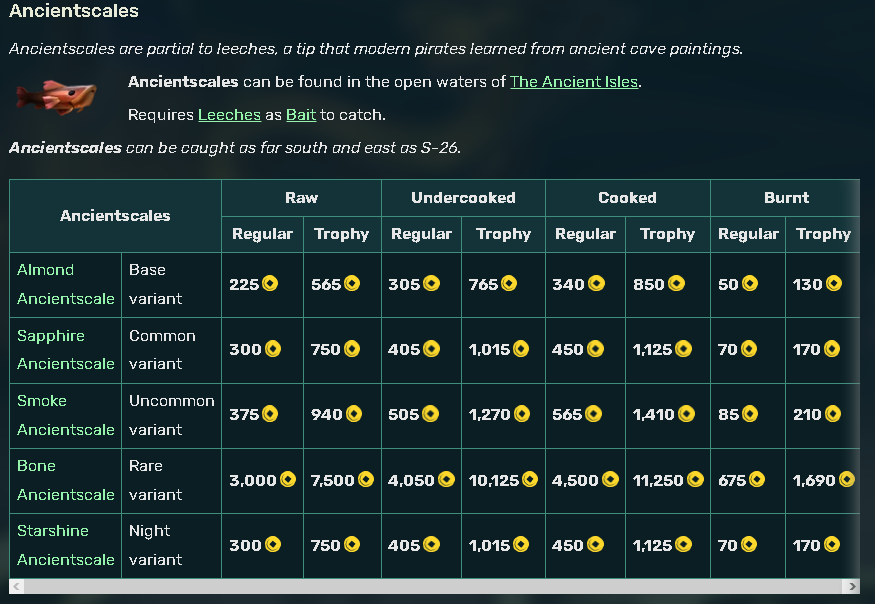 Ancientscales
Ancientscales are partial to leeches, a tip that modern pirates learned from ancient cave paintings.
Ancientscales can be found in the open waters of The Ancient Isles.
Requires Leeches as Bait to catch.
Ancientscales can be caught as far south and east as S-26.
Ancientscales Raw Undercooked Cooked Burnt
Regular Trophy Regular Trophy Regular Trophy Regular Trophy
Almond Ancientscale Base variant 225 565 305 765 340 850 50 130
Sapphire Ancientscale Common variant 300 750 405 1,015 450 1,125 70 170
Smoke Ancientscale Uncommon variant 375 940 505 1,270 565 1,410 85 210
Bone Ancientscale Rare variant 3,000 7,500 4,050 10,125 4,500 11,250 675 1,690
Starshine Ancientscale Night variant 300 750 405 1,015 450 1,125 70 170